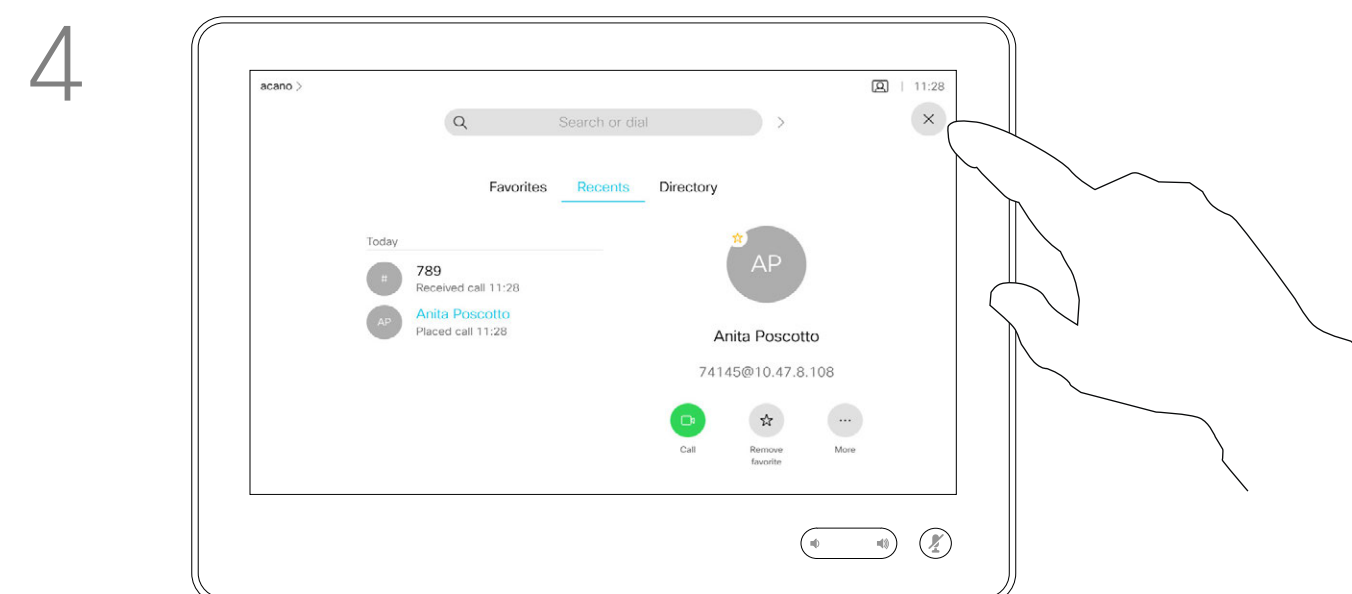 4
acano >
11:28
Search or dial
Favorites Recents Directory
Today
#
789
Received call 11:28
AP
Anita Poscotto
Placed call 11:28
AP
Anita Poscotto
74145@10.47.8.108
Call
Remove
favorite
More